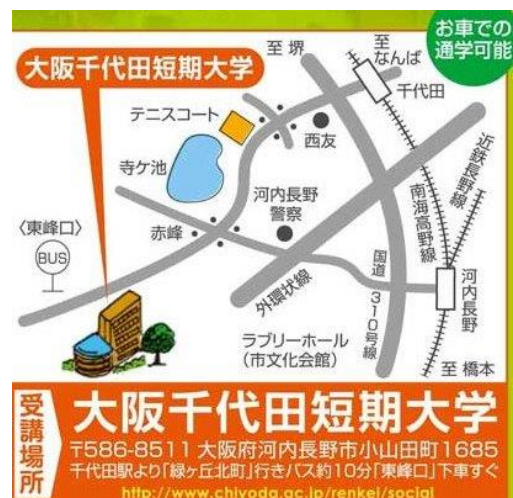 お車での
通学可能
大阪千代田短期大学
至 堺
至
なんば
千代田
テニスコート
西友
寺ケ池
近鉄長野線
南海高野線
河内長野
警察
〈東峰口〉
BUS
赤峰
外環状線
国道310号線
河内長野
ラブリーホール
(市文化会館)
至 橋本
受講場所
大阪千代田短期大学
〒586-8511 大阪府河内長野市小山田町1685
千代田駅より「緑ヶ丘北町」行きバス約10分「東峰口」下車すぐ
http://www.chiyoda.ac.jp/renkei/social